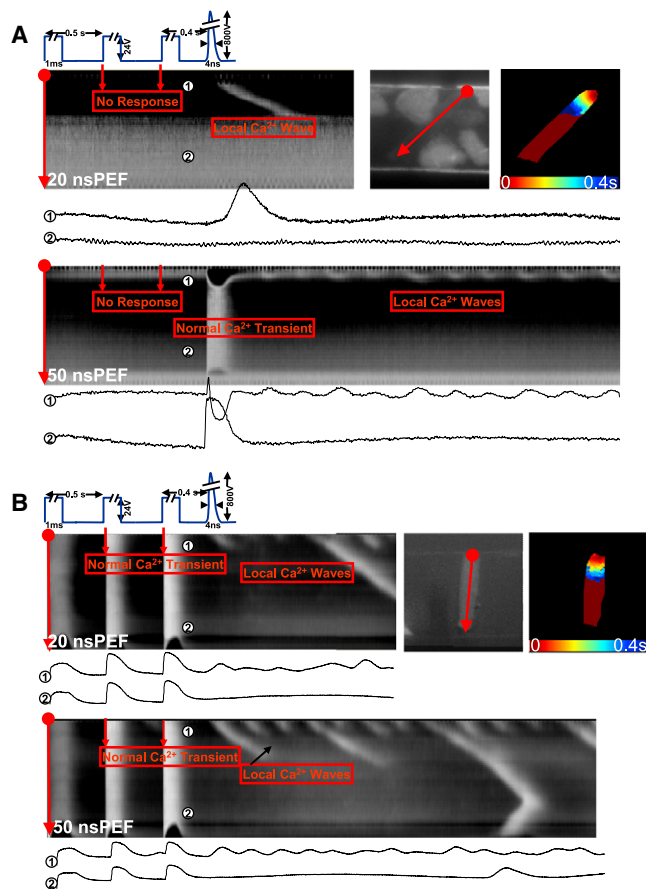 A
0.5 s
0.4 s
24V
800V
1ms
4ns
①
No Response
Local Ca²⁺ Wave
②
20 nsPEF
0 0.4s
①
②
①
No Response
Local Ca²⁺ Waves
Normal Ca²⁺ Transient
②
50 nsPEF
①
②
B
0.5 s
0.4 s
24V
800V
1ms
4ns
①
Normal Ca²⁺ Transient
Local Ca²⁺ Waves
②
20 nsPEF
0 0.4s
①
②
①
Normal Ca²⁺ Transient
Local Ca²⁺ Waves
②
50 nsPEF
①
②